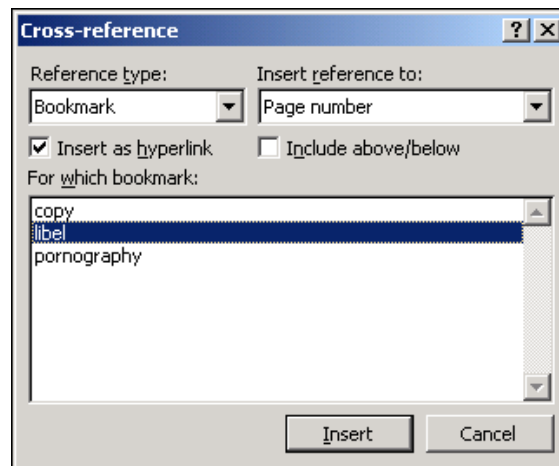 Cross-reference
Reference type: Insert reference to:
Bookmark Page number
Insert as hyperlink Include above/below
For which bookmark:
copy
libel
pornography
Insert Cancel